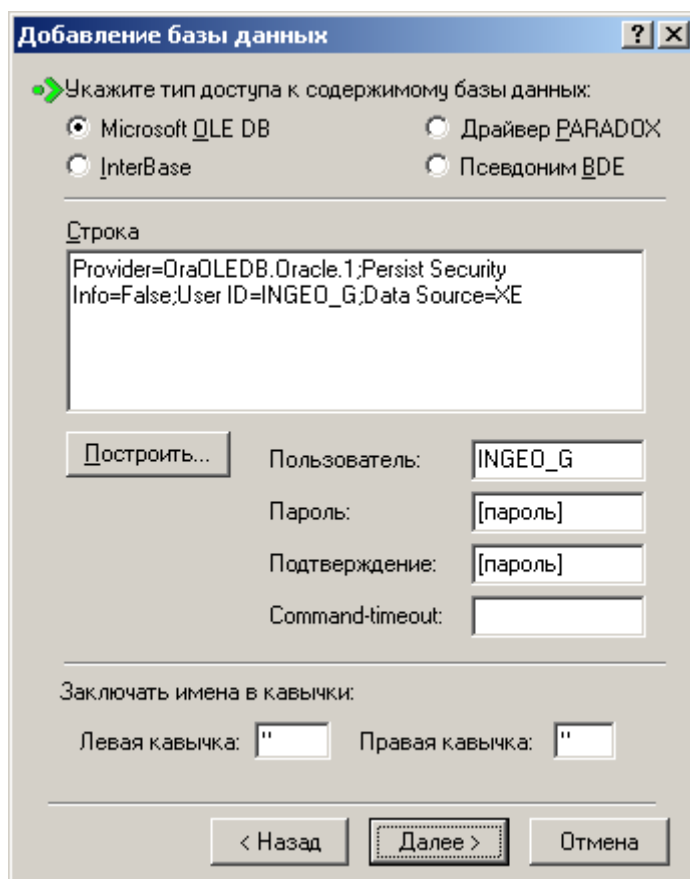 Добавление базы данных
Укажите тип доступа к содержимому базы данных:
Microsoft OLE DB Драйвер PARADOX
InterBase Псевдоним BDE
Строка
Provider=OraOLEDB.Oracle.1;Persist Security
Info=False;User ID=INGEO_G;Data Source=XE
Построить... Пользователь: INGEO_G
Пароль: [пароль]
Подтверждение: [пароль]
Command-timeout:
Заключать имена в кавычки:
Левая кавычка: " Правая кавычка: "
< Назад Далее > Отмена